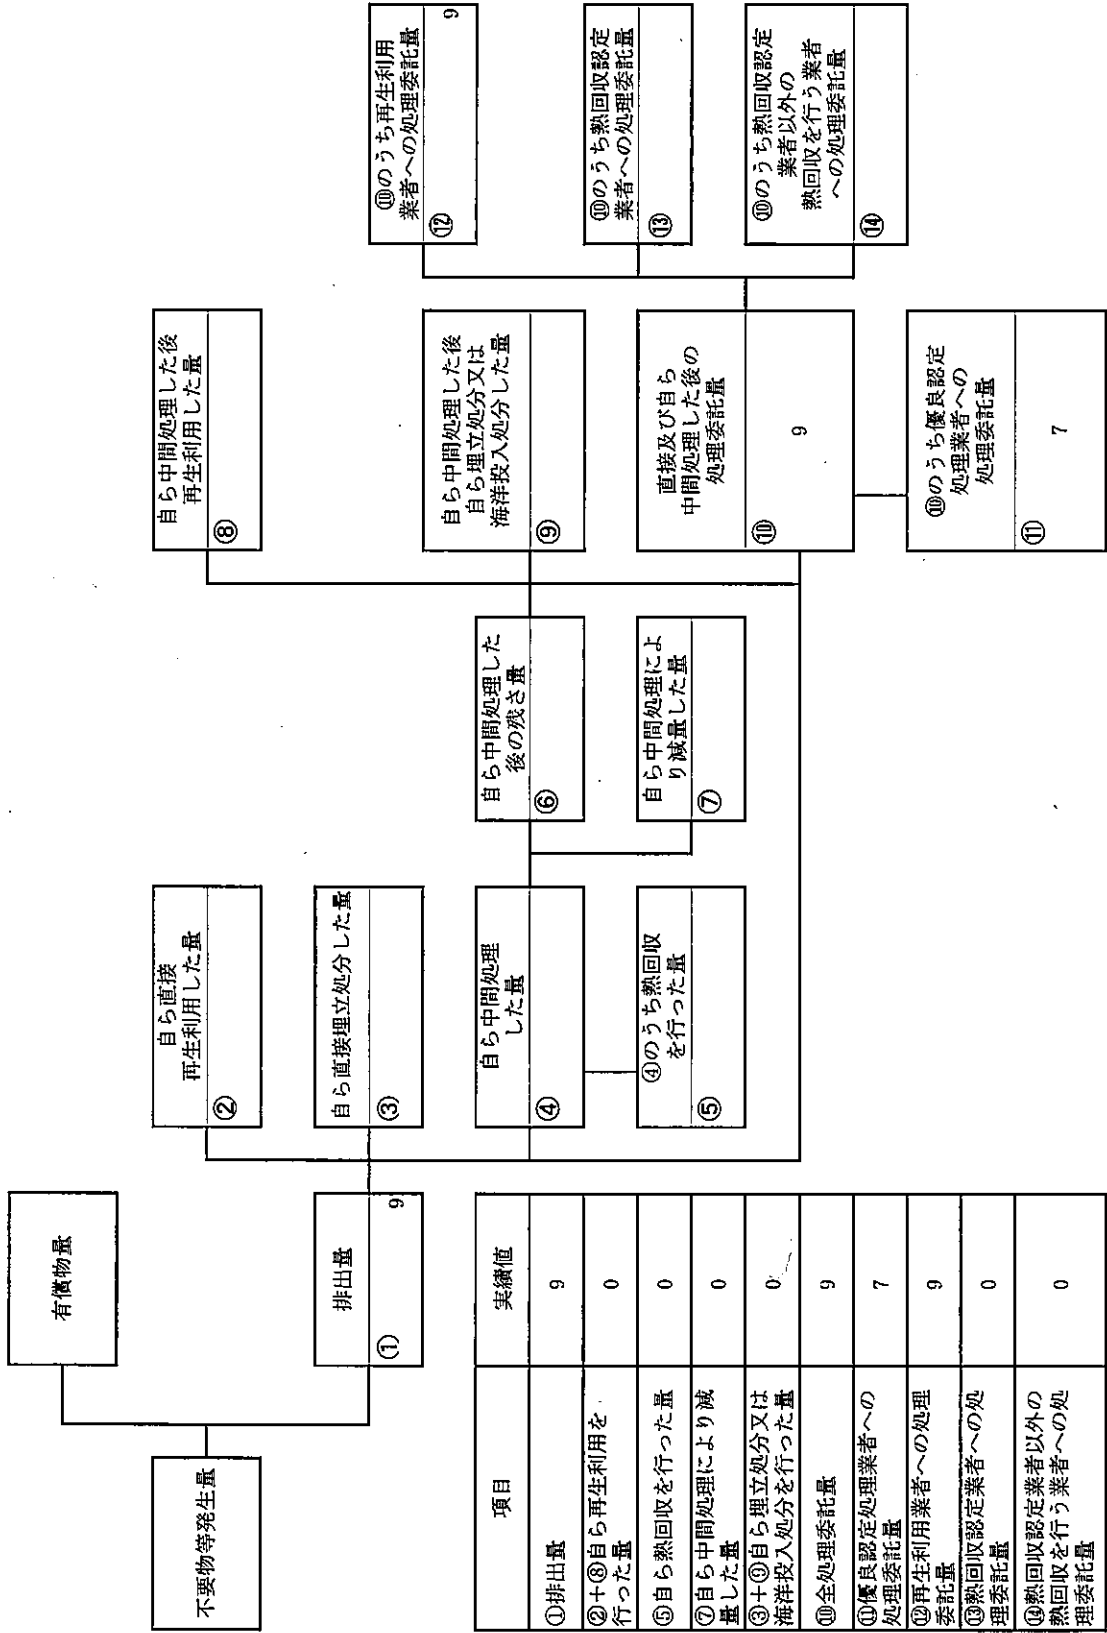 不要物等発生量
有償物量
排出量
①
9
自ら直接
再生利用した量
②
自ら直接埋立処分した量
③
自ら中間処理
した量
④
④のうち熱回収
を行った量
⑤
自ら中間処理した
後の残さ量
⑥
自ら中間処理によ
り減量した量
⑦
自ら中間処理した後
再生利用した量
⑧
自ら中間処理した後
自ら埋立処分又は
海洋投入処分した量
⑨
直接及び自ら
中間処理した後の
処理委託量
⑩
9
⑩のうち優良認定
処理業者への
処理委託量
⑪
7
⑩のうち再生利用
業者への処理委託量
⑫
9
⑩のうち熱回収認定
業者への処理委託量
⑬
⑩のうち熱回収認定
業者以外の
熱回収を行う業者
への処理委託量
⑭
項目
実績値
①排出量
9
②+⑧自ら再生利用を
行った量
0
⑤自ら熱回収を行った量
0
⑦自ら中間処理により減
量した量
0
③+⑨自ら埋立処分又は
海洋投入処分を行った量
0
⑩全処理委託量
9
⑪優良認定処理業者への
処理委託量
7
⑫再生利用業者への処理
委託量
9
⑬熱回収認定業者への処
理委託量
0
⑭熱回収認定業者以外の
熱回収を行う業者への処
理委託量
0